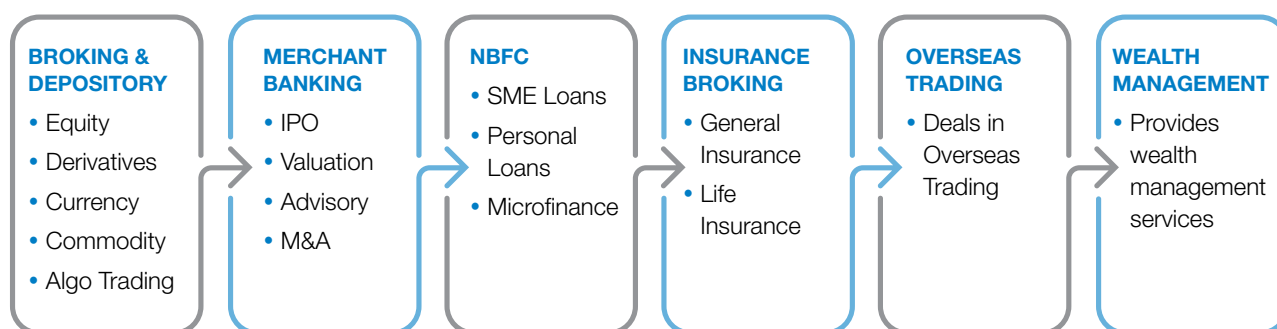 BROKING &
DEPOSITORY
• Equity
• Derivatives
• Currency
• Commodity
• Algo Trading
MERCHANT
BANKING
• IPO
• Valuation
• Advisory
• M&A
NBFC
• SME Loans
• Personal
Loans
• Microfinance
INSURANCE
BROKING
• General
Insurance
• Life
Insurance
OVERSEAS
TRADING
• Deals in
Overseas
Trading
WEALTH
MANAGEMENT
• Provides
wealth
management
services